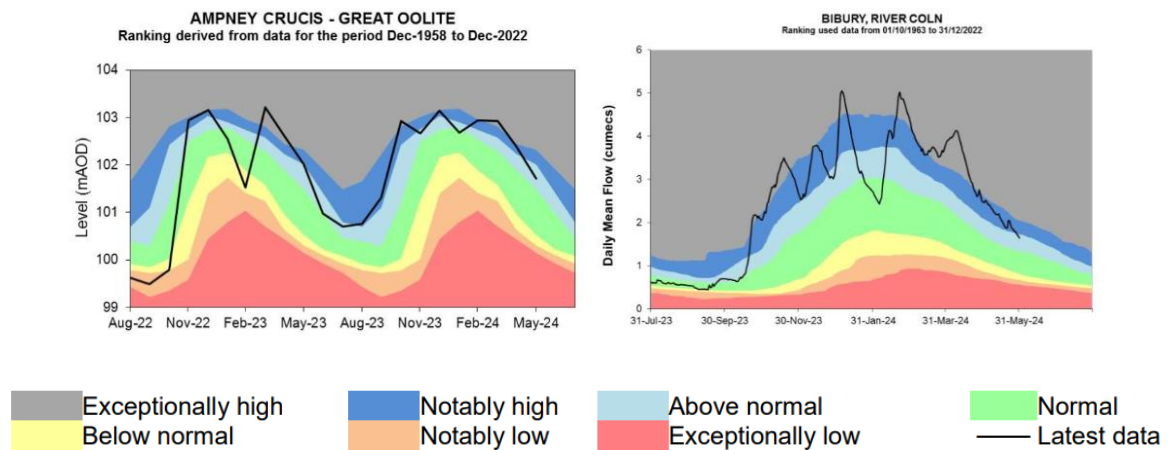 AMPNEY CRUCIS - GREAT OOLITE
Ranking derived from data for the period Dec-1958 to Dec-2022
Level (mAOD)
104
103
102
101
100
99
Aug-22 Nov-22 Feb-23 May-23 Aug-23 Nov-23 Feb-24 May-24
BIBURY, RIVER COLN
Ranking used data from 01/10/1963 to 31/12/2022
Daily Mean Flow (cumecs)
6
5
4
3
2
1
0
31-Jul-23 30-Sep-23 30-Nov-23 31-Jan-24 31-Mar-24 31-May-24
Exceptionally high Notably high Above normal Normal
Below normal Notably low Exceptionally low Latest data